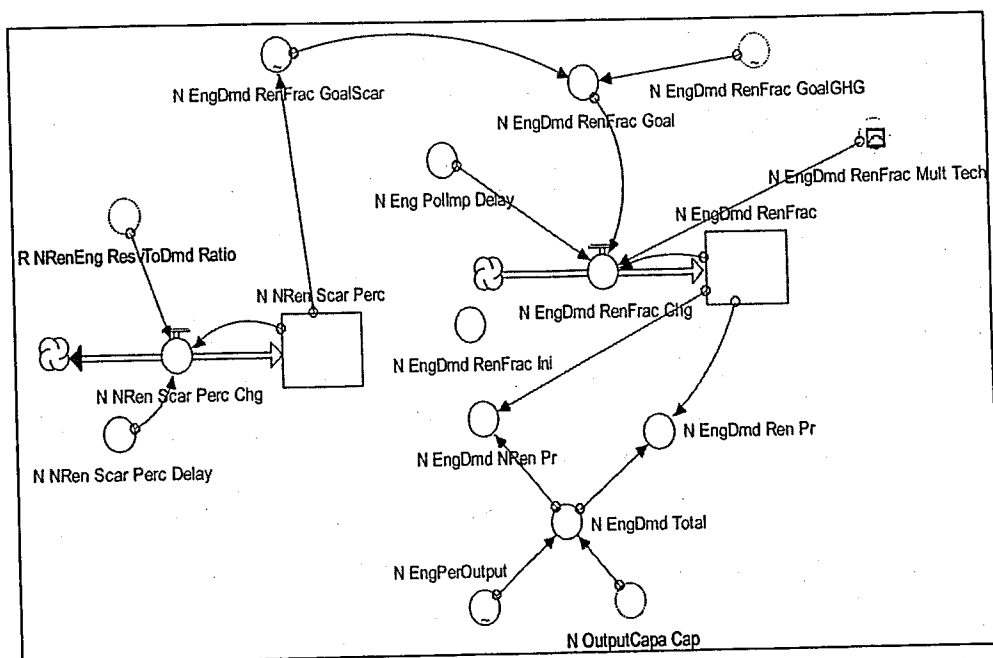 N EngDmd RenFrac GoalScar
N EngDmd RenFrac GoalGHG
N EngDmd RenFrac Goal
N EngDmd RenFrac Mult Tech
N Eng PolImp Delay
N EngDmd RenFrac
R NRenEng ResvToDmd Ratio
N NRen Scar Perc
N EngDmd RenFrac Chg
N EngDmd RenFrac Ini
N NRen Scar Perc Chg
N EngDmd Ren Pr
N EngDmd NRen Pr
N NRen Scar Perc Delay
N EngDmd Total
N EngPerOutput
N OutputCapa Cap